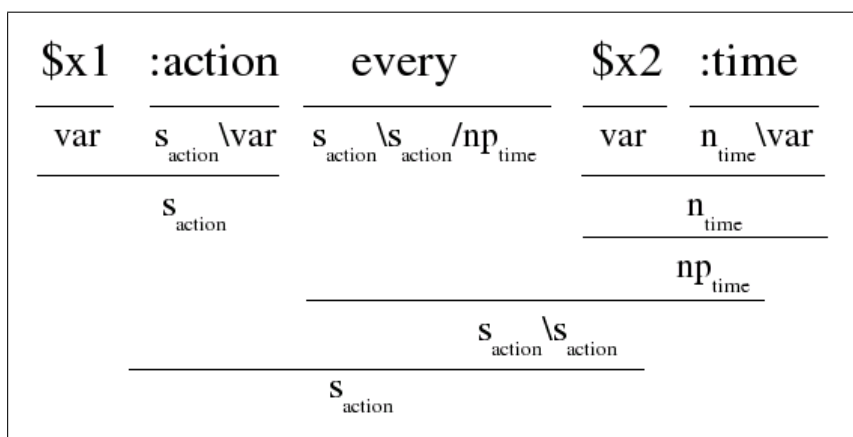 $x1 :action every $x2 :time
var s_action\var s_action\s_action/np_time var n_time\var
s_action n_time
np_time
s_action\s_action
s_action